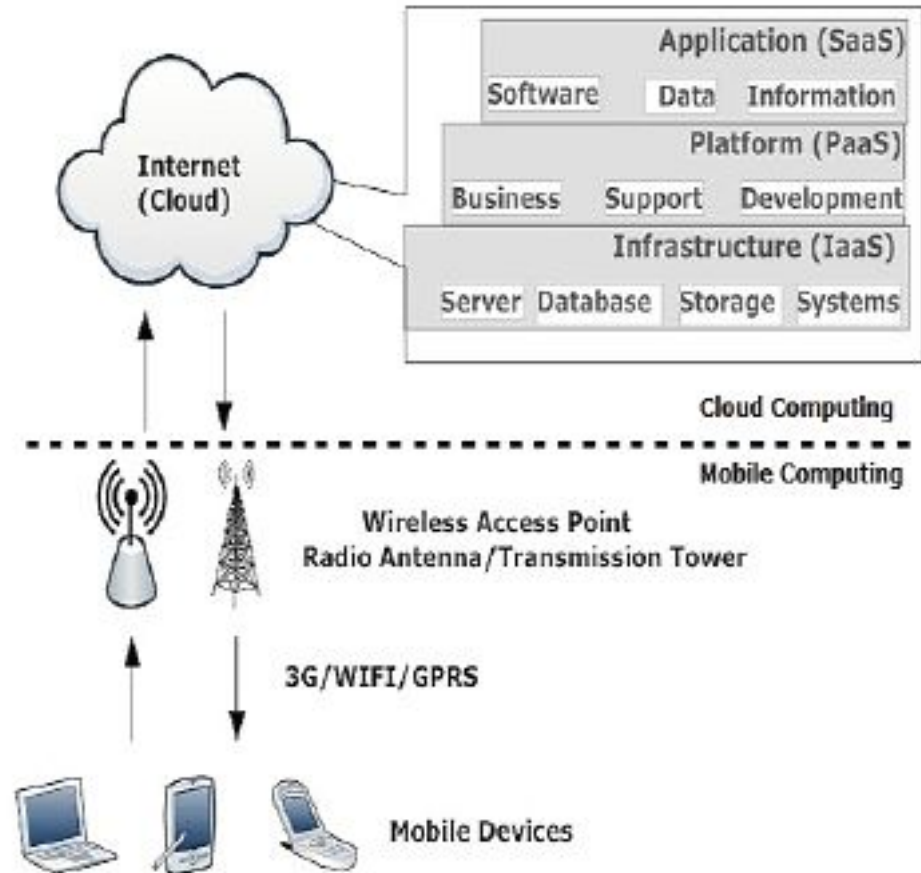 Application (SaaS)
Software Data Information
Platform (PaaS)
Business Support Development
Infrastructure (IaaS)
Server Database Storage Systems
Internet
(Cloud)
Cloud Computing
Mobile Computing
Wireless Access Point
Radio Antenna/Transmission Tower
3G/WIFI/GPRS
Mobile Devices